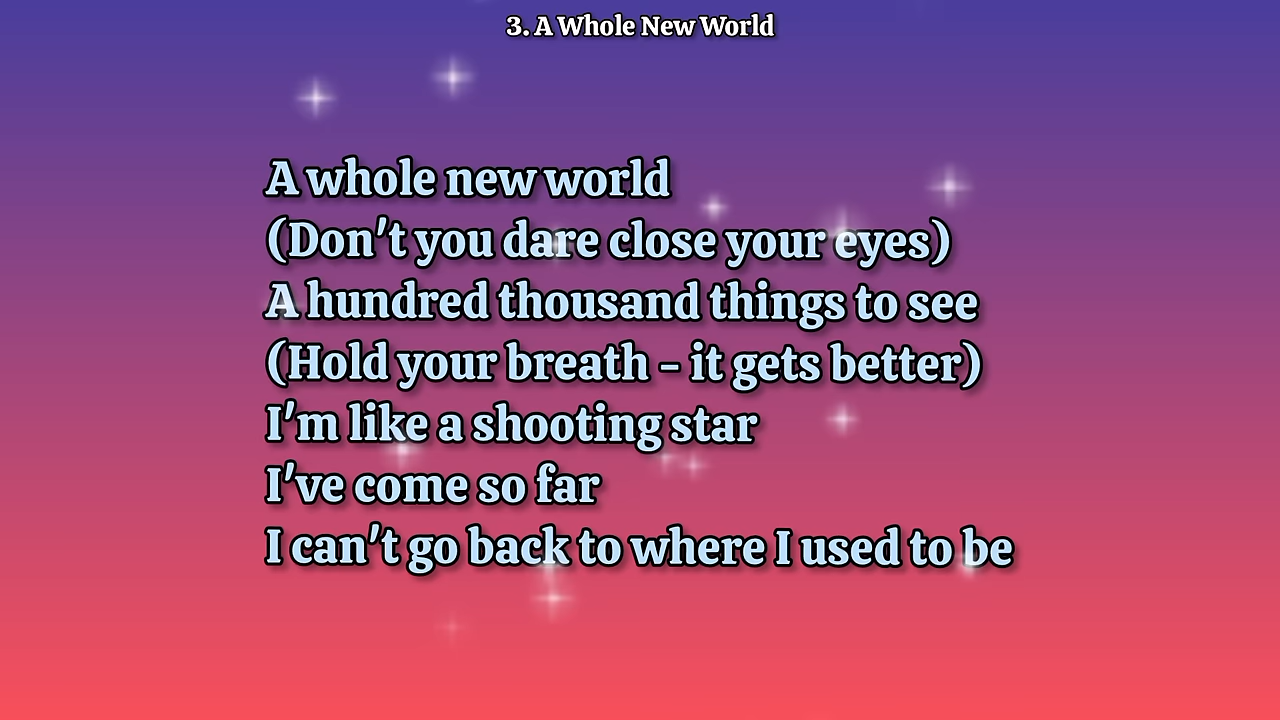 3. A Whole New World
A whole new world
(Don't you dare close your eyes)
A hundred thousand things to see
(Hold your breath - it gets better)
I'm like a shooting star
I've come so far
I can't go back to where I used to be